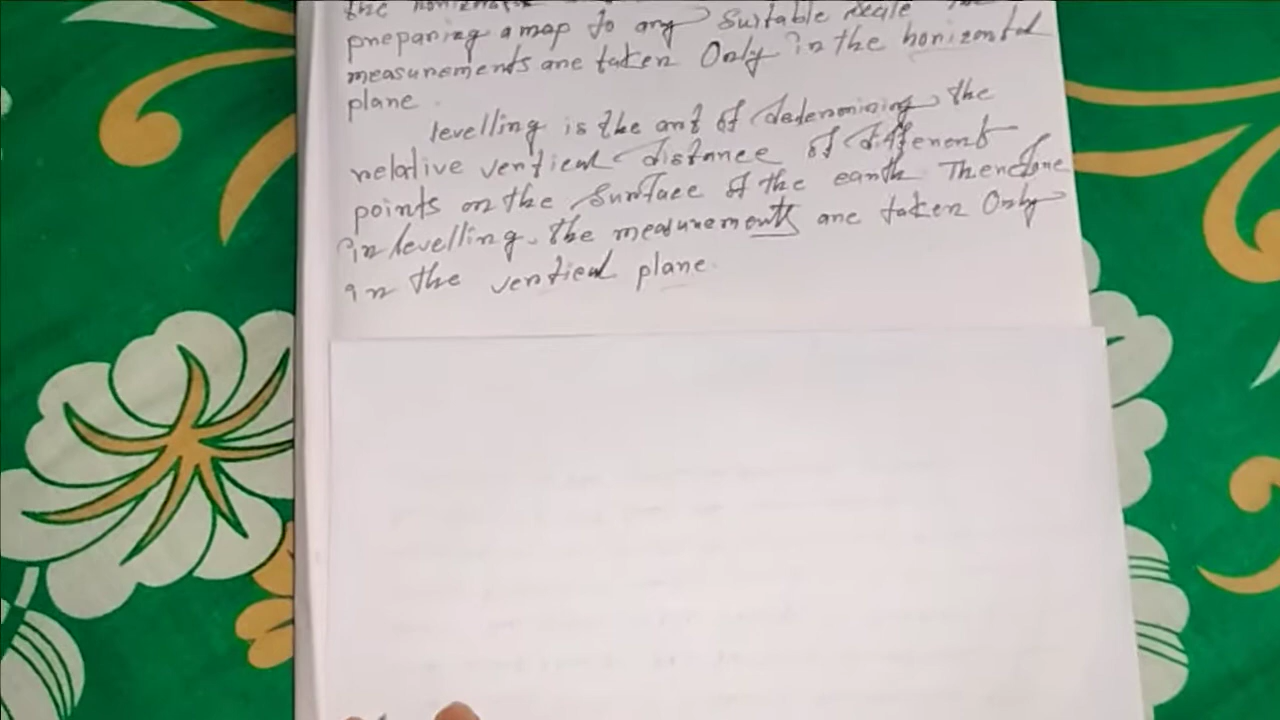 the horizontal
preparing a map to any suitable scale
measurements are taken Only in the horizontal
plane.
levelling is the art of determining the
relative vertical distance of different
points on the surface of the earth. Therefore
in levelling, the measurements are taken Only
in the vertical plane.